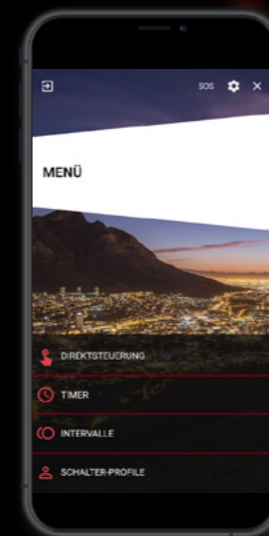 SOS
MENÜ
DIREKTSTEUERUNG
TIMER
INTERVALLE
SCHALTER-PROFILE